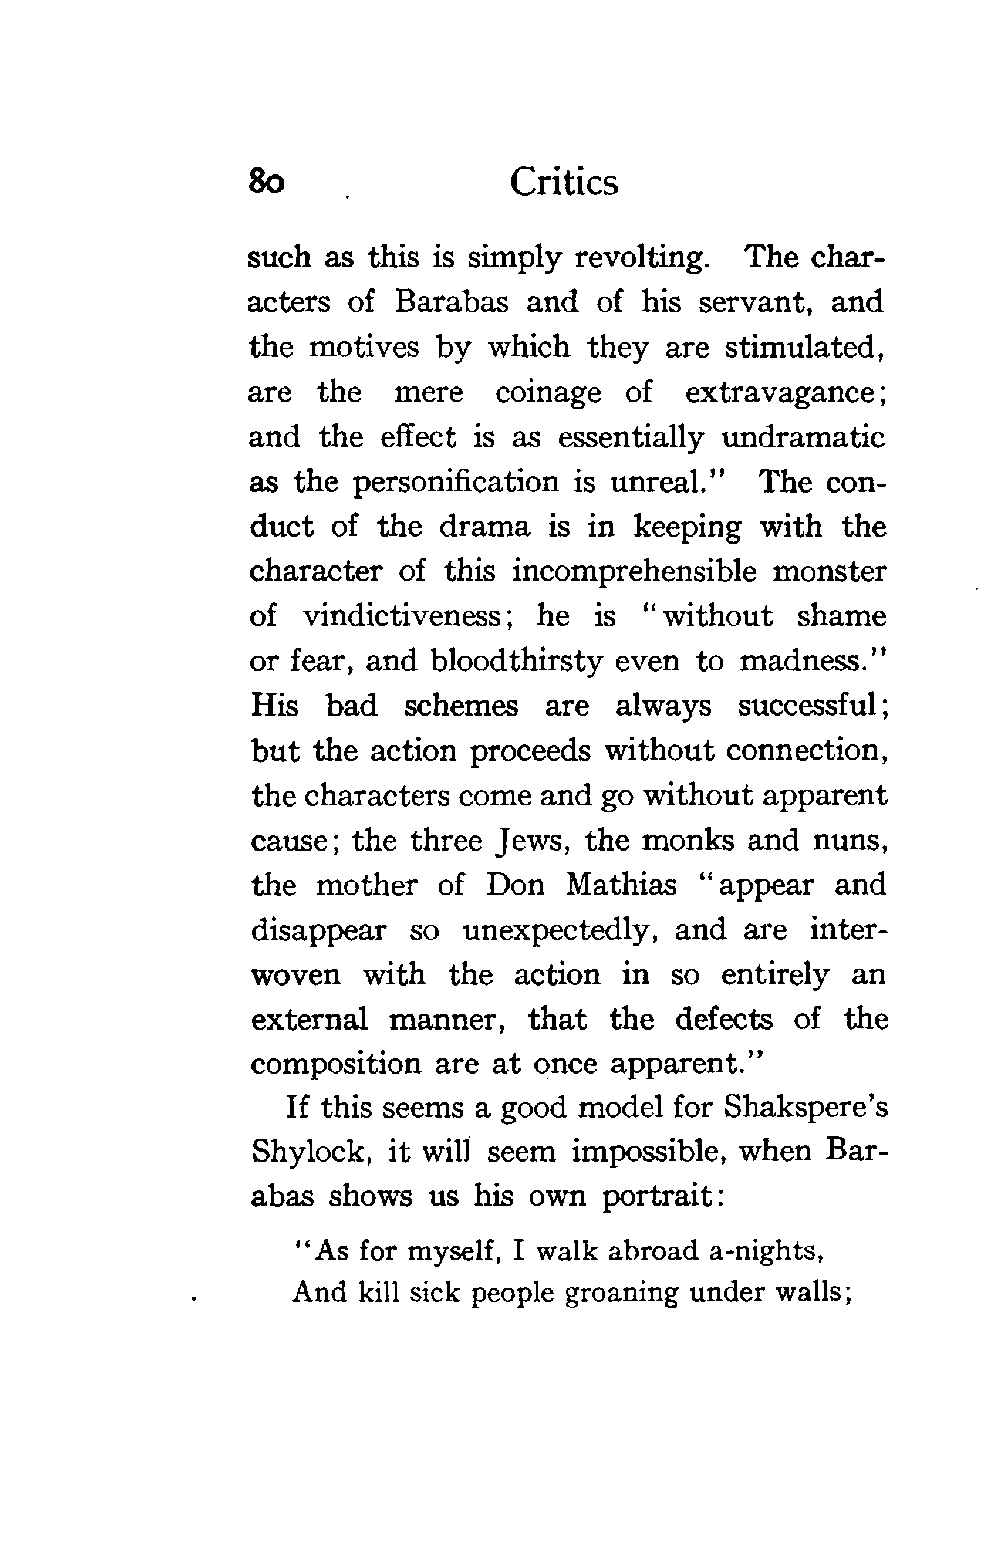 80 Critics
such as this is simply revolting. The char-
acters of Barabas and of his servant, and
the motives by which they are stimulated,
are the mere coinage of extravagance;
and the effect is as essentially undramatic
as the personification is unreal." The con-
duct of the drama is in keeping with the
character of this incomprehensible monster
of vindictiveness; he is "without shame
or fear, and bloodthirsty even to madness."
His bad schemes are always successful;
but the action proceeds without connection,
the characters come and go without apparent
cause; the three Jews, the monks and nuns,
the mother of Don Mathias "appear and
disappear so unexpectedly, and are inter-
woven with the action in so entirely an
external manner, that the defects of the
composition are at once apparent."
If this seems a good model for Shakspere's
Shylock, it will seem impossible, when Bar-
abas shows us his own portrait:
"As for myself, I walk abroad a-nights,
And kill sick people groaning under walls;